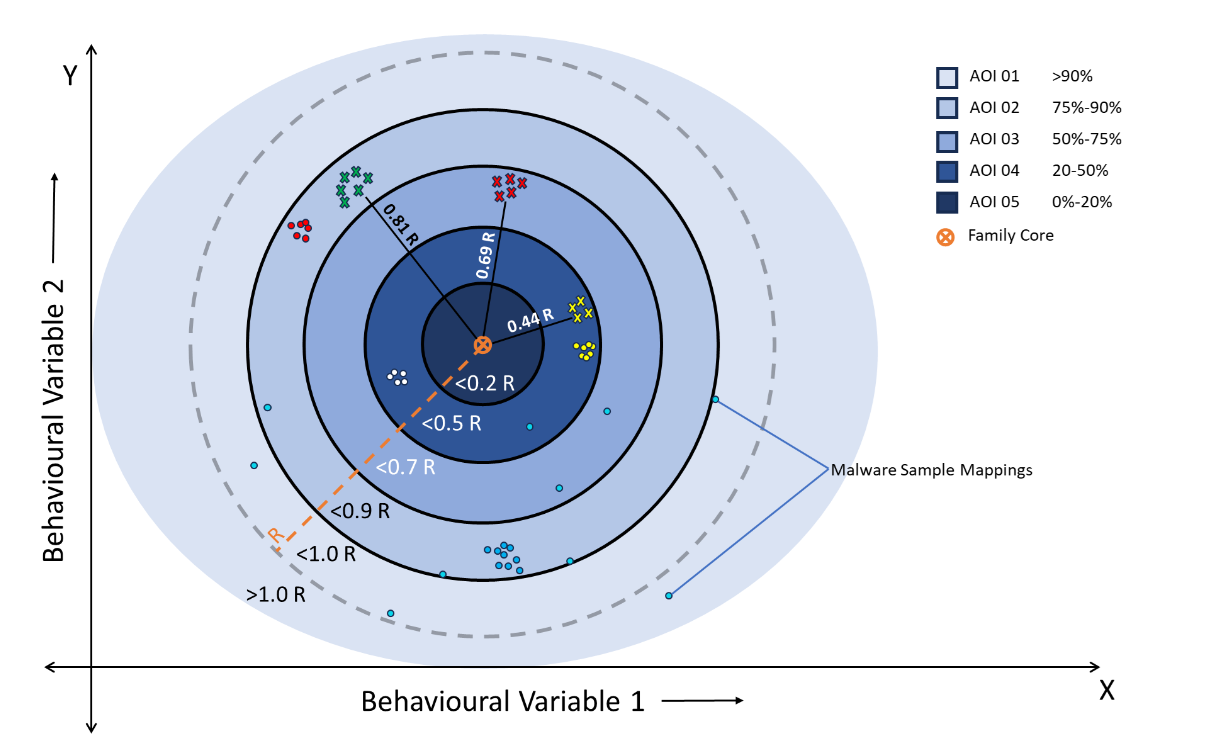 Y
AOI 01 >90%
AOI 02 75%-90%
AOI 03 50%-75%
AOI 04 20-50%
AOI 05 0%-20%
Family Core
0.81 R
0.69 R
0.44 R
<0.2 R
<0.5 R
<0.7 R
<0.9 R
R
<1.0 R
>1.0 R
Malware Sample Mappings
Behavioural Variable 2
Behavioural Variable 1
X